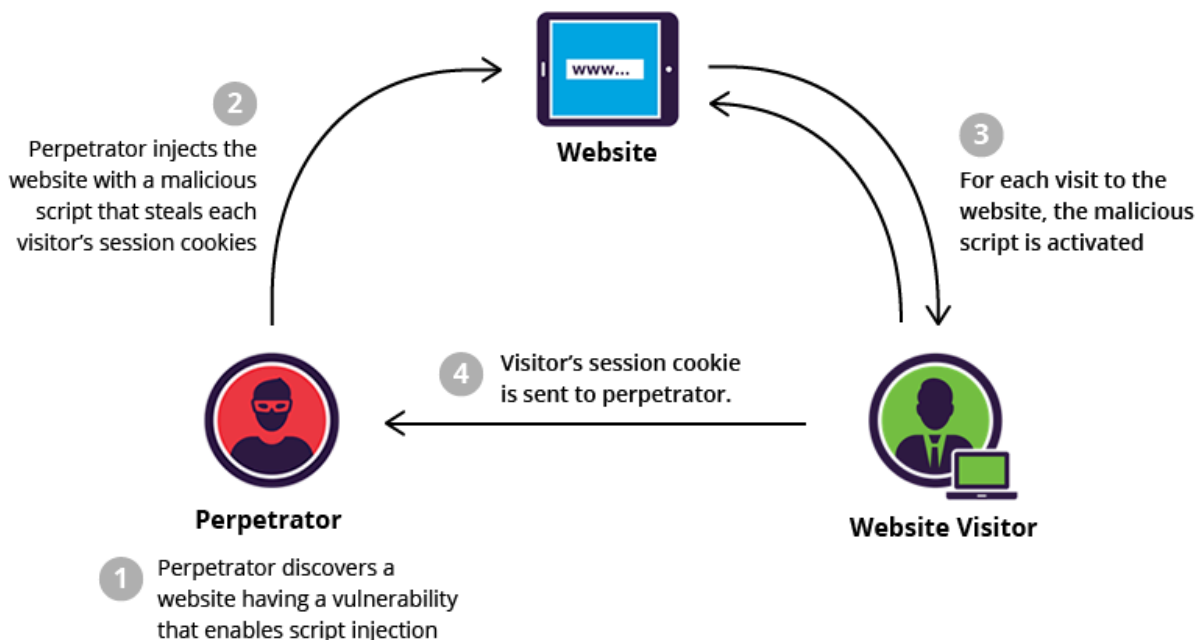 www...
Website
2
Perpetrator injects the
website with a malicious
script that steals each
visitor’s session cookies
3
For each visit to the
website, the malicious
script is activated
4
Visitor’s session cookie
is sent to perpetrator.
Perpetrator
Website Visitor
1
Perpetrator discovers a
website having a vulnerability
that enables script injection